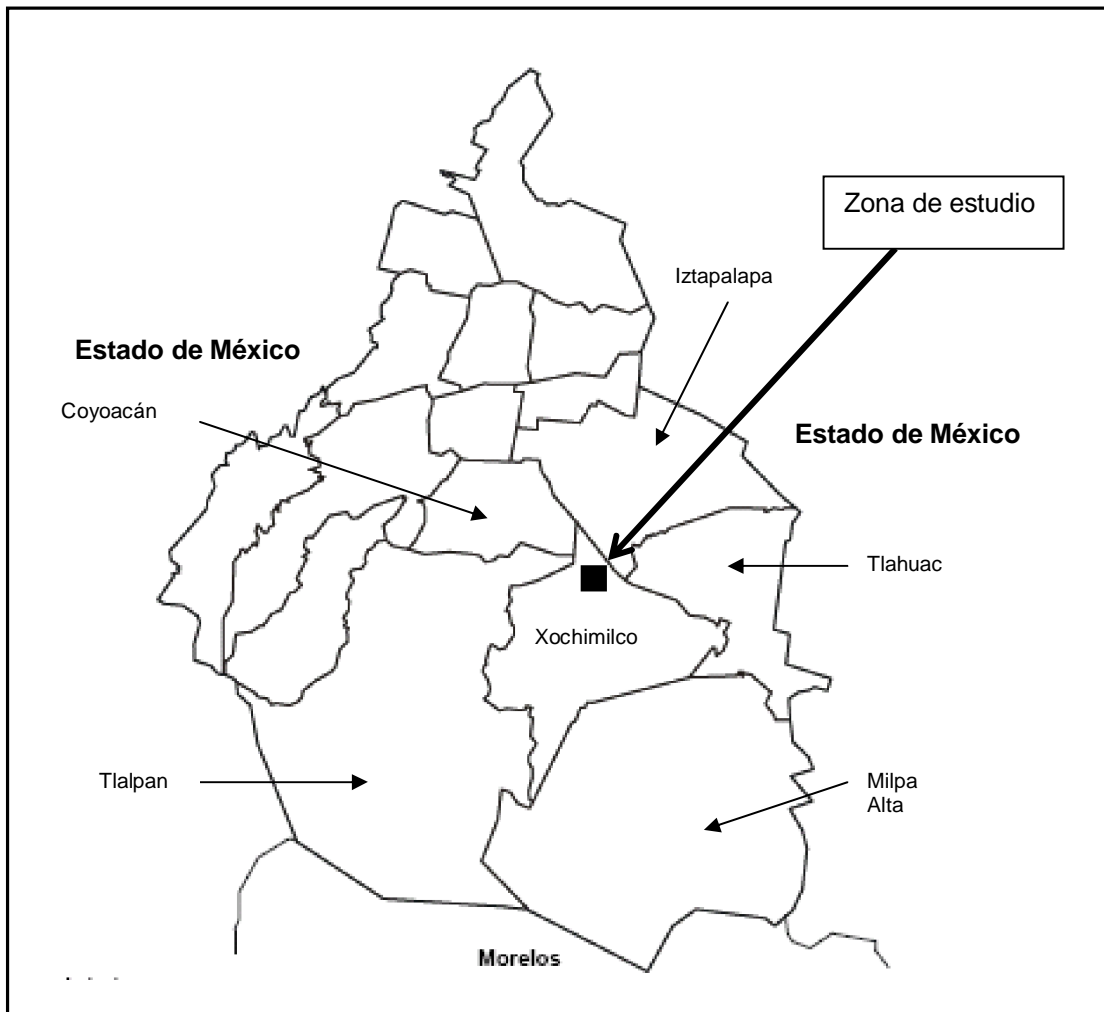 Zona de estudio
Iztapalapa
Estado de México
Coyoacán
Estado de México
Tlahuac
Xochimilco
Tlalpan
Milpa
Alta
Morelos